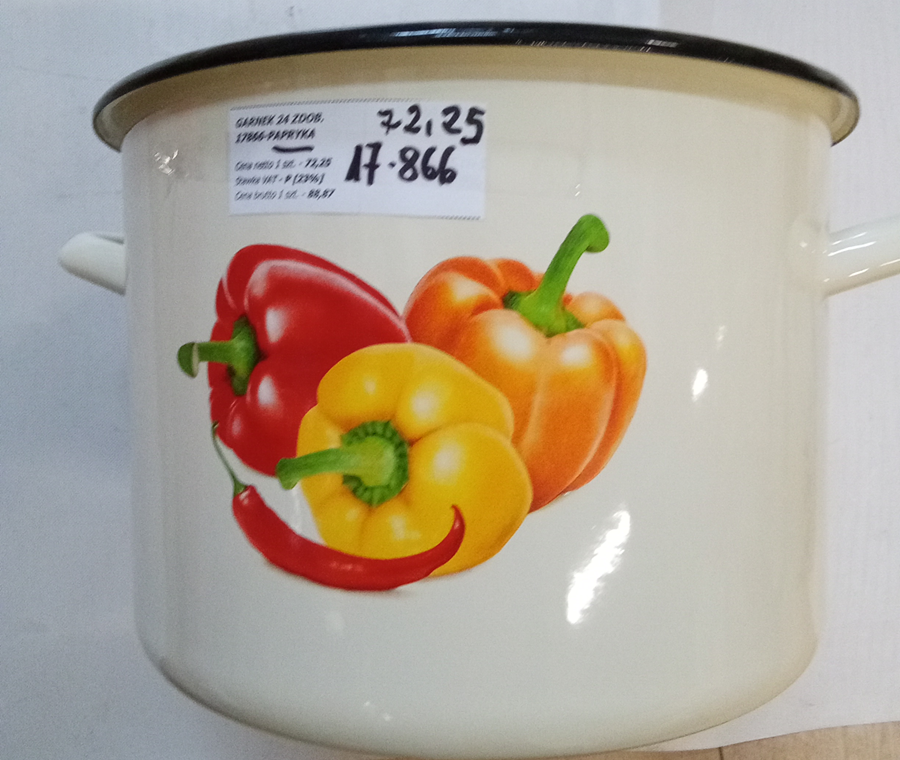 GARNEK 24 ZDOB.
17866-PAPRYKA
Cena netto 1 szt. - 72,25
Stawka VAT - P (23%)
Cena brutto 1 szt. - 88,87
72,25
17-866